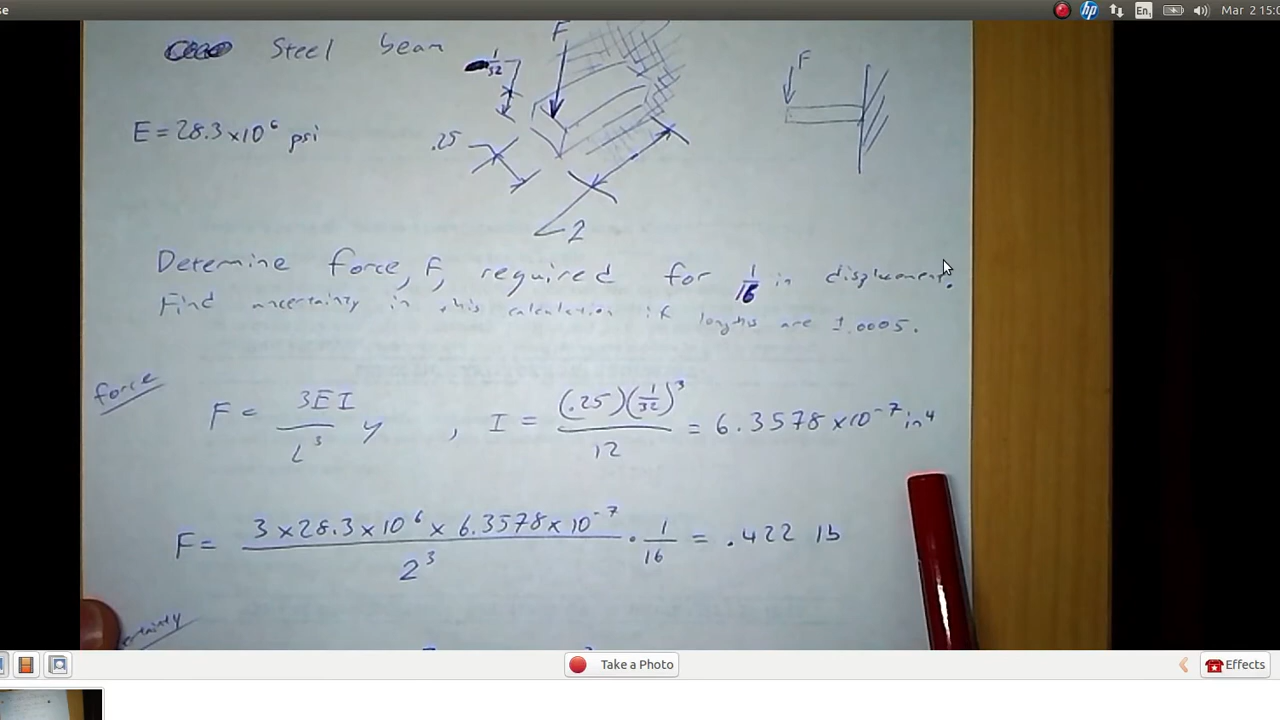 se
En₁
Mar 2 15:0
Steel beam
F
1/32
F
E = 28.3×10⁶ psi
.25
2
Determine force, F, required for 1/16 in displacement.
Find uncertainty in this calculation if lengths are ±.0005.
force
F = 3EI/L³ y , I = (.25)(1/32)³/12 = 6.3578×10⁻⁷ in⁴
F = 3×28.3×10⁶×6.3578×10⁻⁷/2³ · 1/16 = .422 lb
certainty
Take a Photo
Effects